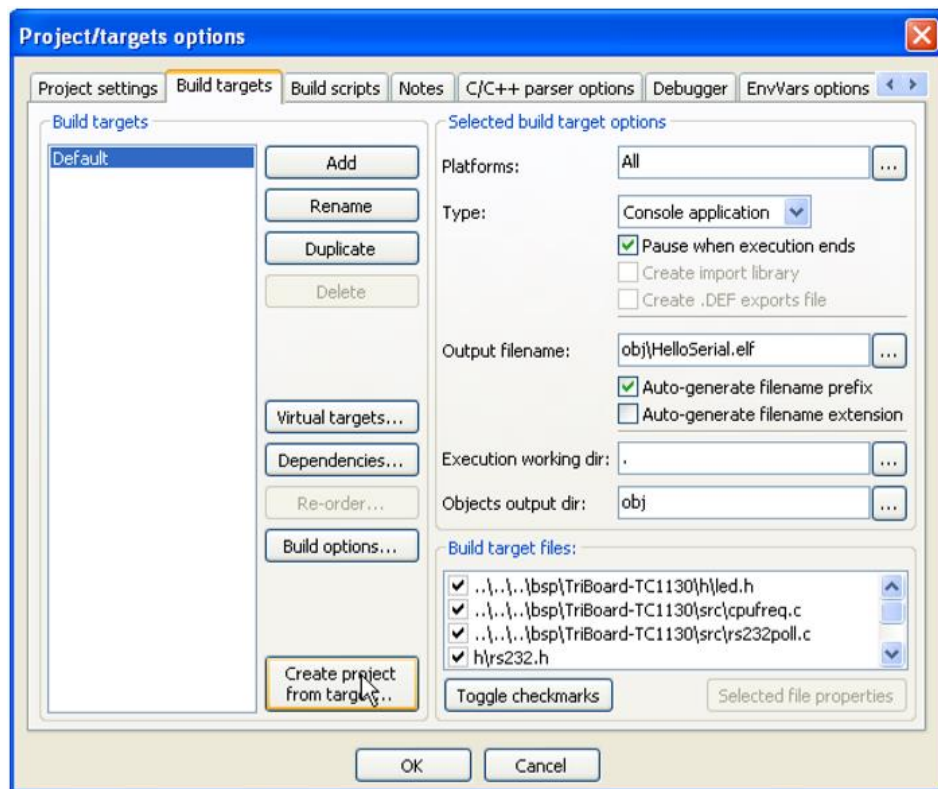 Project/targets options
Project settings
Build targets
Build scripts
Notes
C/C++ parser options
Debugger
EnvVars options
Build targets
Default
Add
Rename
Duplicate
Delete
Virtual targets...
Dependencies...
Re-order...
Build options...
Create project
from target...
Selected build target options
Platforms:
All
...
Type:
Console application
Pause when execution ends
Create import library
Create .DEF exports file
Output filename:
obj\HelloSerial.elf
...
Auto-generate filename prefix
Auto-generate filename extension
Execution working dir:
.
...
Objects output dir:
obj
...
Build target files:
..\..\..\bsp\TriBoard-TC1130\h\led.h
..\..\..\bsp\TriBoard-TC1130\src\cpufreq.c
..\..\..\bsp\TriBoard-TC1130\src\rs232poll.c
h\rs232.h
Toggle checkmarks
Selected file properties
OK
Cancel